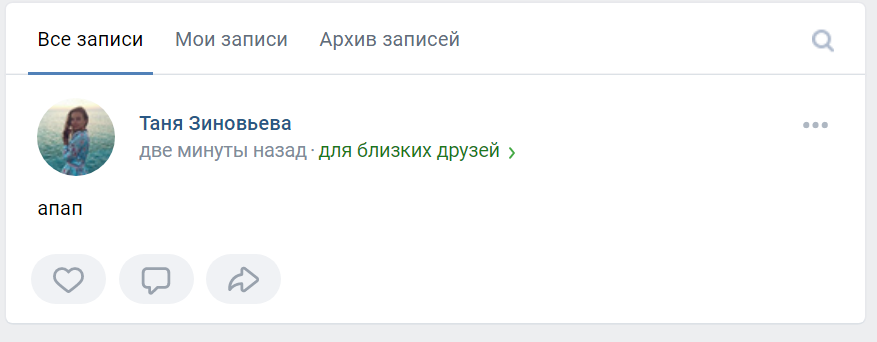 Все записи Мои записи Архив записей
Таня Зиновьева
две минуты назад · для близких друзей
апап